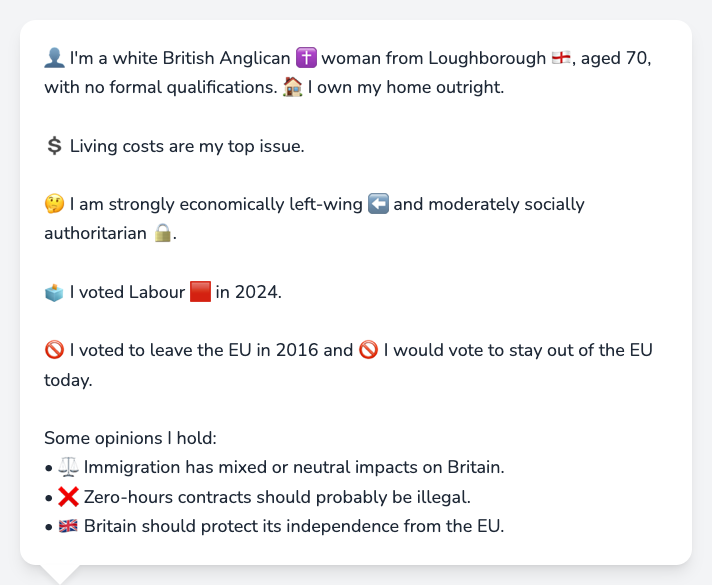 👤 I'm a white British Anglican ✝️ woman from Loughborough 🏴󠁧󠁢󠁥󠁮󠁧󠁿, aged 70,
with no formal qualifications. 🏠 I own my home outright.
💲 Living costs are my top issue.
🤔 I am strongly economically left-wing ⬅️ and moderately socially
authoritarian 🔒.
🗳️ I voted Labour 🟥 in 2024.
🚫 I voted to leave the EU in 2016 and 🚫 I would vote to stay out of the EU
today.
Some opinions I hold:
• ⚖️ Immigration has mixed or neutral impacts on Britain.
• ❌ Zero-hours contracts should probably be illegal.
• 🇬🇧 Britain should protect its independence from the EU.